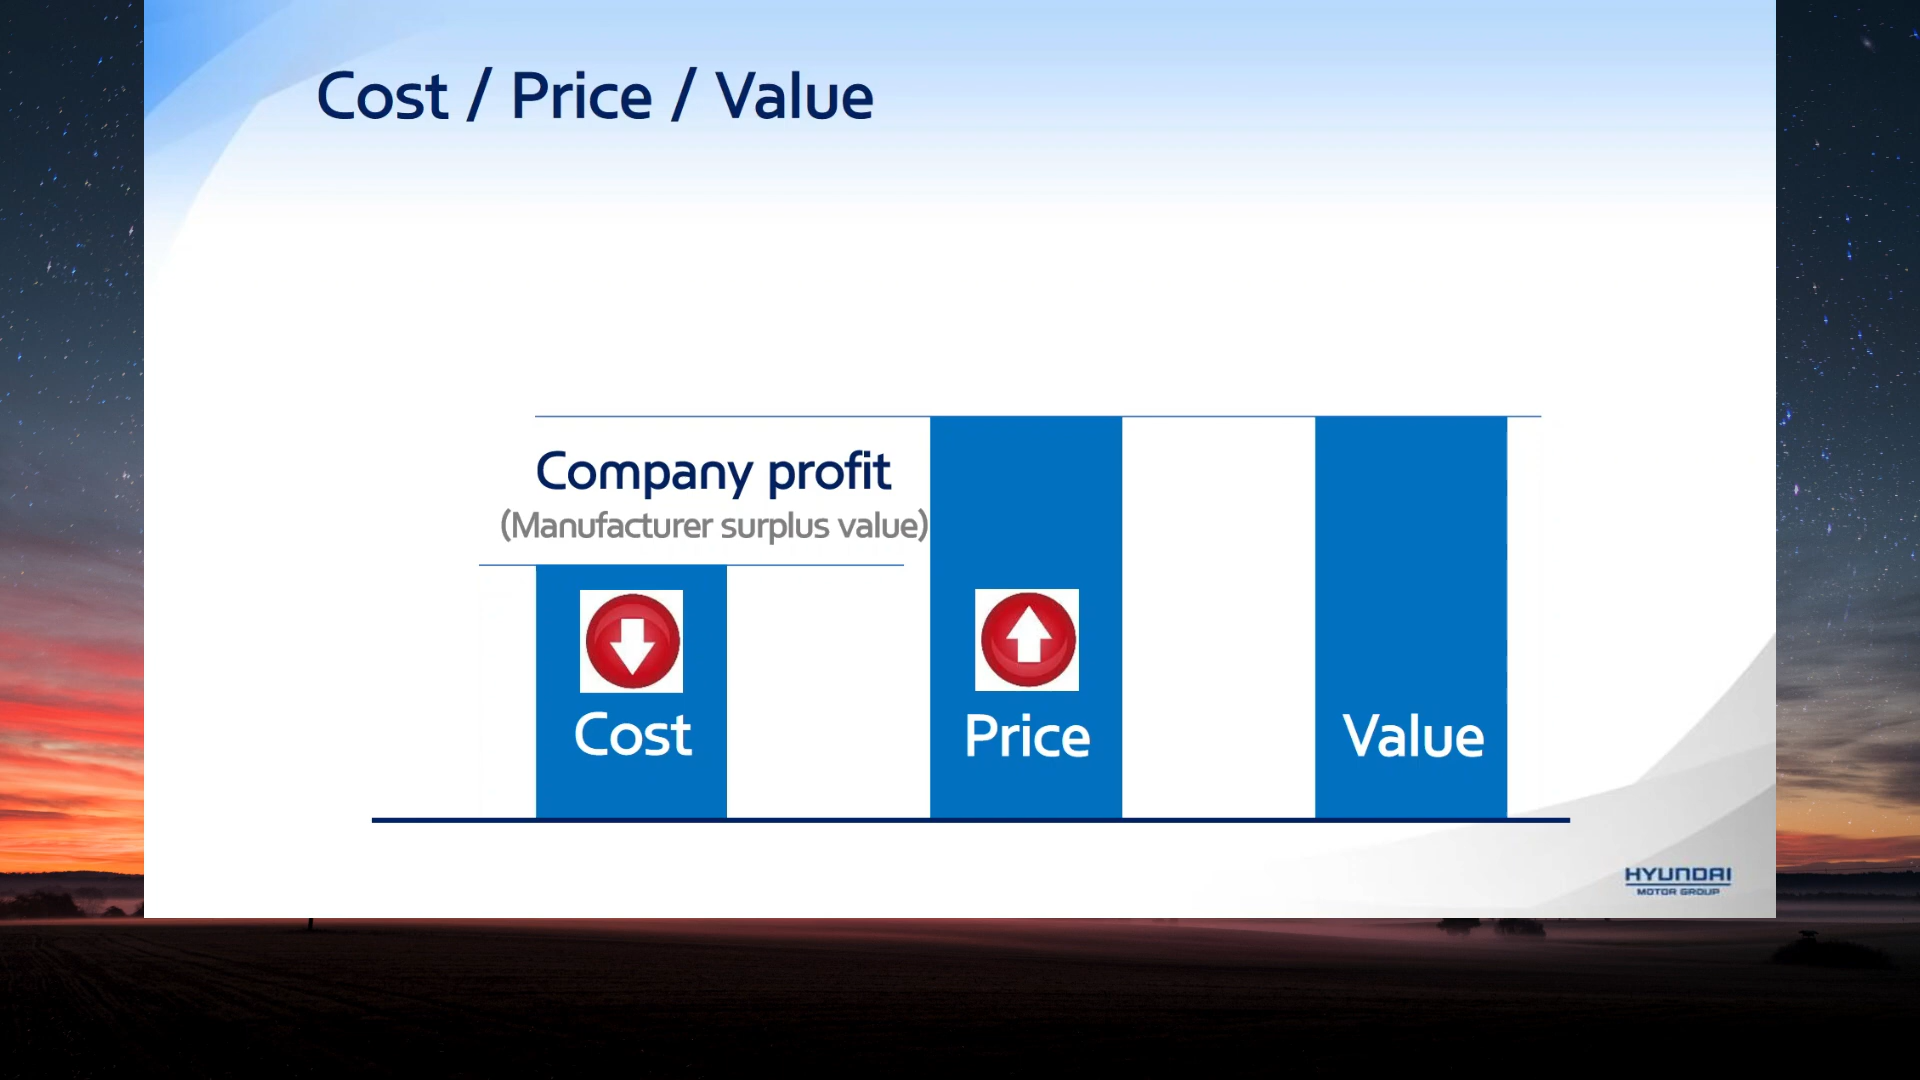 Cost / Price / Value
Company profit
(Manufacturer surplus value)
Cost
Price
Value
HYUNDAI
MOTOR GROUP